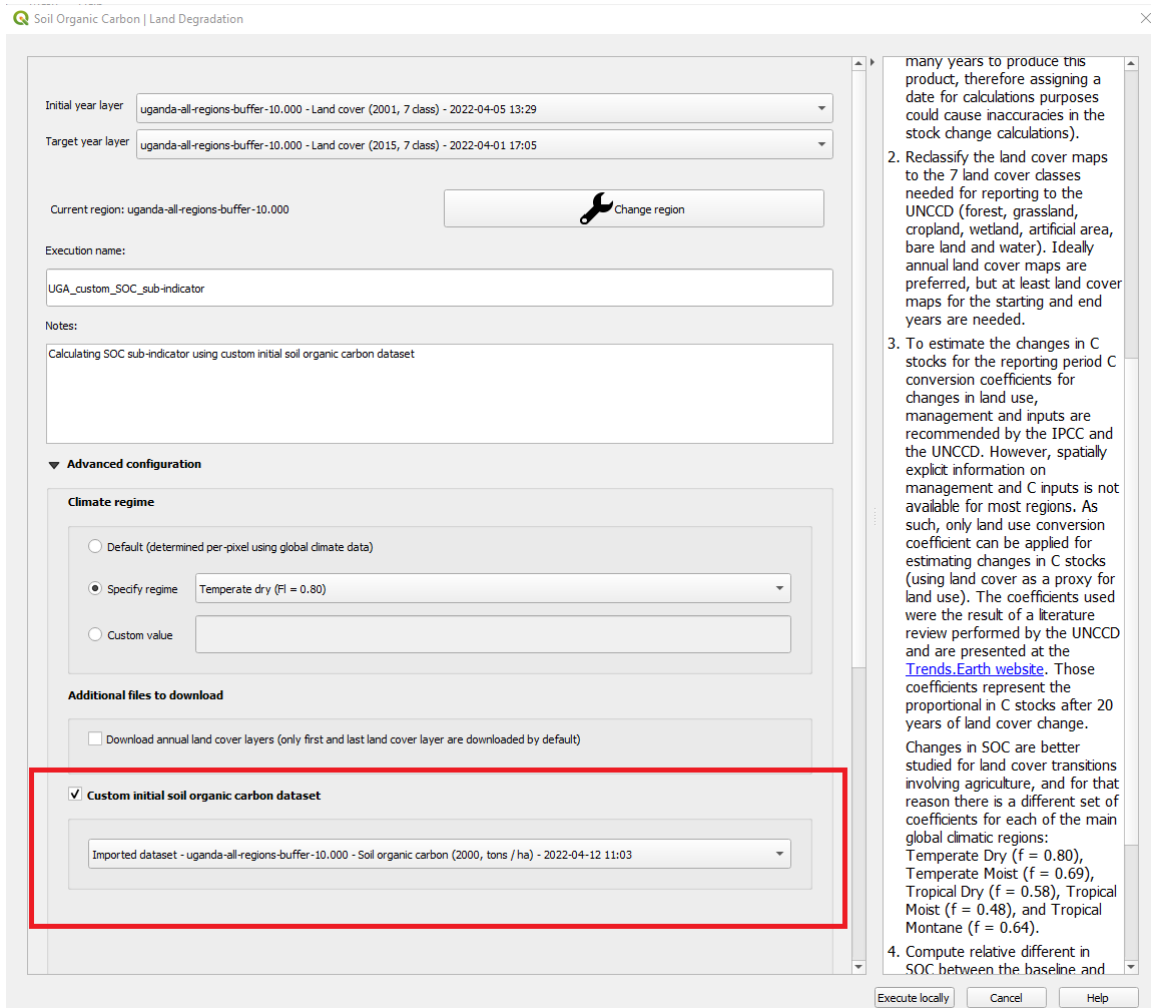 Soil Organic Carbon | Land Degradation
Initial year layer
uganda-all-regions-buffer-10.000 - Land cover (2001, 7 class) - 2022-04-05 13:29
Target year layer
uganda-all-regions-buffer-10.000 - Land cover (2015, 7 class) - 2022-04-01 17:05
Current region: uganda-all-regions-buffer-10.000
Change region
Execution name:
UGA_custom_SOC_sub-indicator
Notes:
Calculating SOC sub-indicator using custom initial soil organic carbon dataset
Advanced configuration
Climate regime
Default (determined per-pixel using global climate data)
Specify regime
Temperate dry (Fl = 0.80)
Custom value
Additional files to download
Download annual land cover layers (only first and last land cover layer are downloaded by default)
Custom initial soil organic carbon dataset
Imported dataset - uganda-all-regions-buffer-10.000 - Soil organic carbon (2000, tons / ha) - 2022-04-12 11:03
many years to produce this
product, therefore assigning a
date for calculations purposes
could cause inaccuracies in the
stock change calculations).
2. Reclassify the land cover maps
to the 7 land cover classes
needed for reporting to the
UNCCD (forest, grassland,
cropland, wetland, artificial area,
bare land and water). Ideally
annual land cover maps are
preferred, but at least land cover
maps for the starting and end
years are needed.
3. To estimate the changes in C
stocks for the reporting period C
conversion coefficients for
changes in land use,
management and inputs are
recommended by the IPCC and
the UNCCD. However, spatially
explicit information on
management and C inputs is not
available for most regions. As
such, only land use conversion
coefficient can be applied for
estimating changes in C stocks
(using land cover as a proxy for
land use). The coefficients used
were the result of a literature
review performed by the UNCCD
and are presented at the
Trends.Earth website. Those
coefficients represent the
proportional in C stocks after 20
years of land cover change.
Changes in SOC are better
studied for land cover transitions
involving agriculture, and for that
reason there is a different set of
coefficients for each of the main
global climatic regions:
Temperate Dry (f = 0.80),
Temperate Moist (f = 0.69),
Tropical Dry (f = 0.58), Tropical
Moist (f = 0.48), and Tropical
Montane (f = 0.64).
4. Compute relative different in
SOC between the baseline and
Execute locally
Cancel
Help